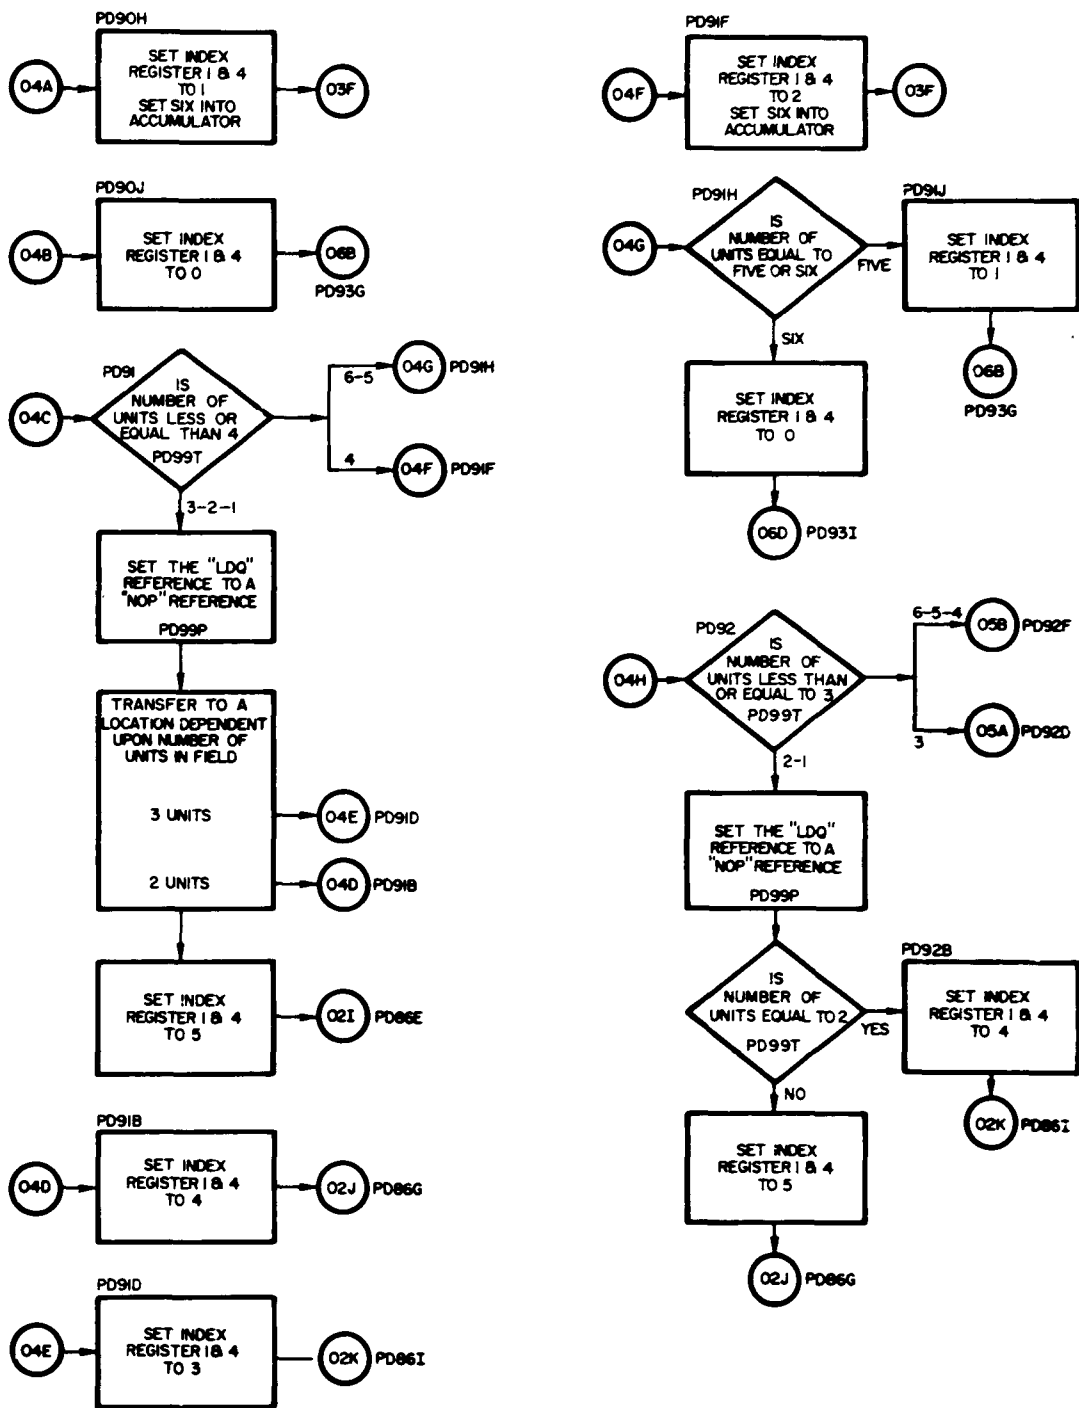 PD90H
04A
SET INDEX
REGISTER 1 & 4
TO 1
SET SIX INTO
ACCUMULATOR
03F
PD90J
04B
SET INDEX
REGISTER 1 & 4
TO 0
06B
PD93G
PD91
04C
IS
NUMBER OF
UNITS LESS OR
EQUAL THAN 4
PD99T
6-5
04G
PD91H
4
04F
PD91F
3-2-1
SET THE "LDQ"
REFERENCE TO A
"NOP" REFERENCE
PD99P
TRANSFER TO A
LOCATION DEPENDENT
UPON NUMBER OF
UNITS IN FIELD
3 UNITS
04E
PD91D
2 UNITS
04D
PD91B
SET INDEX
REGISTER 1 & 4
TO 5
02I
PD86E
PD91B
04D
SET INDEX
REGISTER 1 & 4
TO 4
02J
PD86G
PD91D
04E
SET INDEX
REGISTER 1 & 4
TO 3
02K
PD86I
PD91F
04F
SET INDEX
REGISTER 1 & 4
TO 2
SET SIX INTO
ACCUMULATOR
03F
PD91H
04G
IS
NUMBER OF
UNITS EQUAL TO
FIVE OR SIX
FIVE
PD91J
SET INDEX
REGISTER 1 & 4
TO 1
06B
PD93G
SIX
SET INDEX
REGISTER 1 & 4
TO 0
06D
PD93I
PD92
04H
IS
NUMBER OF
UNITS LESS THAN
OR EQUAL TO 3
PD99T
6-5-4
05B
PD92F
3
05A
PD92D
2-1
SET THE "LDQ"
REFERENCE TO A
"NOP" REFERENCE
PD99P
IS
NUMBER OF
UNITS EQUAL TO 2
PD99T
YES
PD92B
SET INDEX
REGISTER 1 & 4
TO 4
02K
PD86I
NO
SET INDEX
REGISTER 1 & 4
TO 5
02J
PD86G